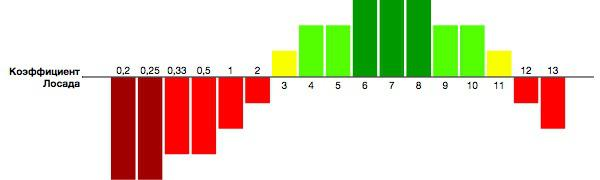 Коэффициент 0,2 0,25 0,33 0,5 1 2 12 13
Лосада 3 4 5 6 7 8 9 10 11